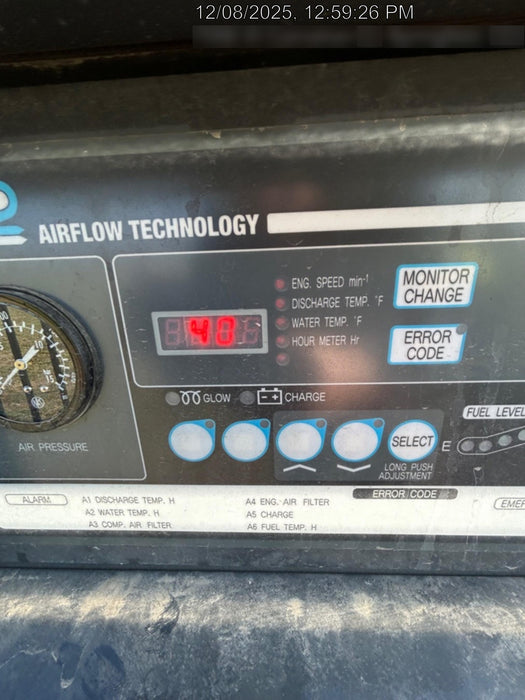 12/08/2025, 12:59:26 PM
AIRFLOW TECHNOLOGY
ENG. SPEED min-1
DISCHARGE TEMP. °F
WATER TEMP. °F
HOUR METER Hr
MONITOR
CHANGE
ERROR
CODE
40
GLOW
CHARGE
AIR PRESSURE
SELECT
LONG PUSH
ADJUSTMENT
FUEL LEVEL
E
ALARM
A1 DISCHARGE TEMP. H
A2 WATER TEMP. H
A3 COMP. AIR FILTER
A4 ENG. AIR FILTER
A5 CHARGE
A6 FUEL TEMP. H
ERROR CODE